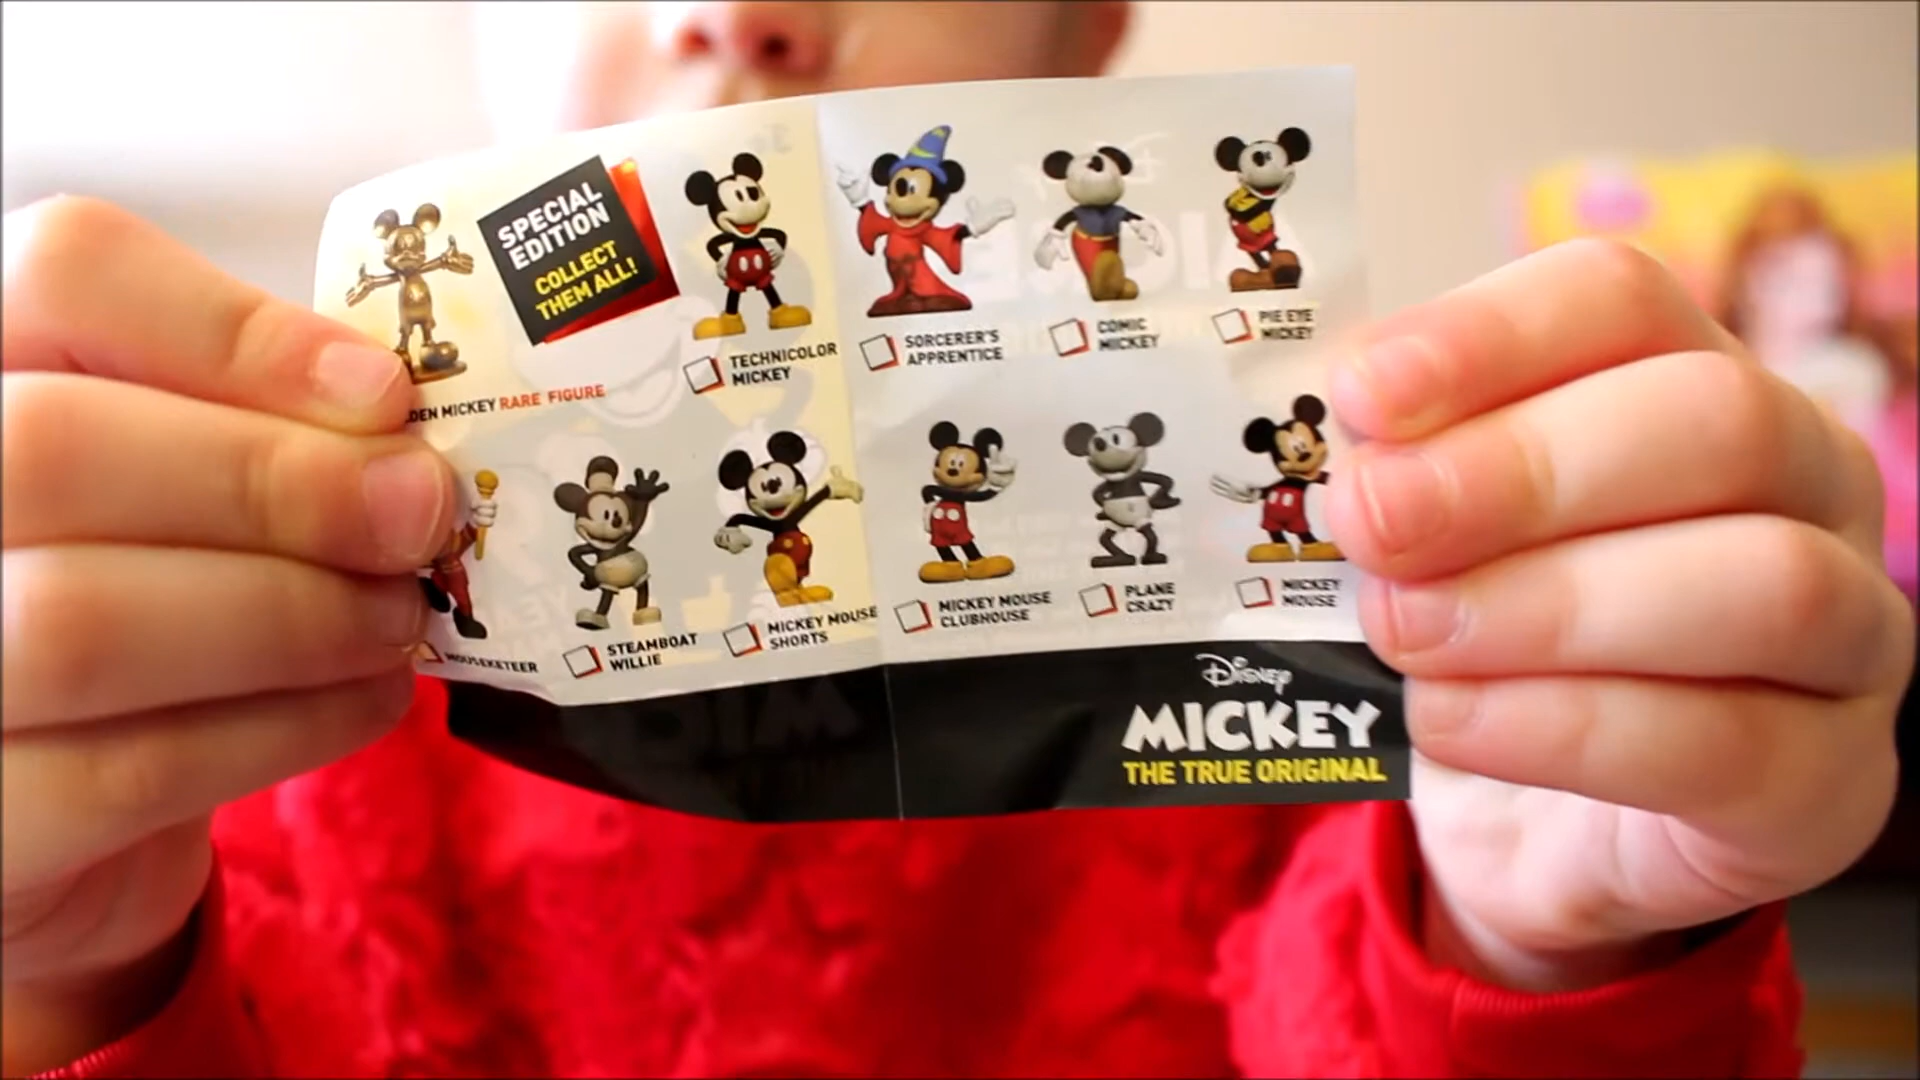 SPECIAL
EDITION
COLLECT
THEM ALL!
DEN MICKEY RARE FIGURE
TECHNICOLOR
MICKEY
SORCERER'S
APPRENTICE
COMIC
MICKEY
PIE EYE
MICKEY
MOUSEKETEER
STEAMBOAT
WILLIE
MICKEY MOUSE
SHORTS
MICKEY MOUSE
CLUBHOUSE
PLANE
CRAZY
MICKEY
MOUSE
Disney
MICKEY
THE TRUE ORIGINAL